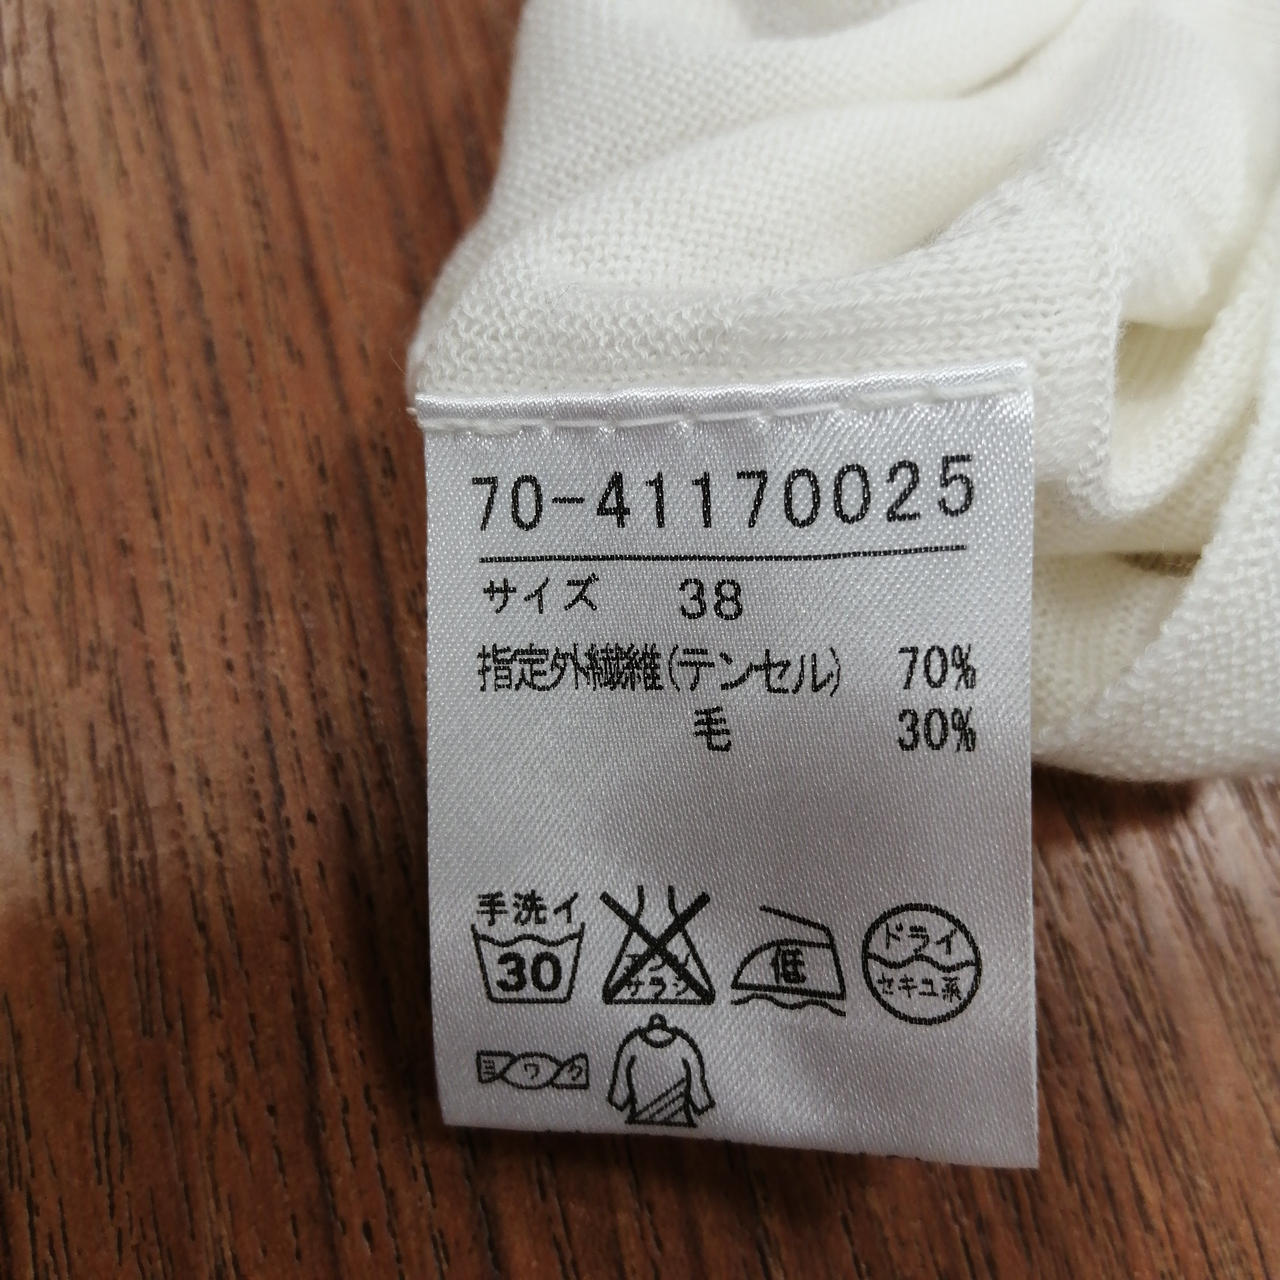 70-41170025
サイズ 38
指定外繊維(テンセル) 70%
毛 30%
手洗イ
30
エンソ
サラシ
低
ドライ
セキユ系
ヨワク